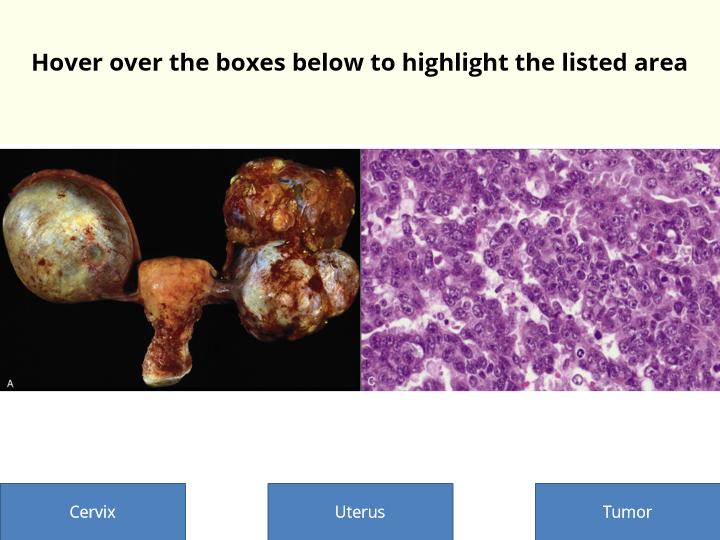 Hover over the boxes below to highlight the listed area
A
C
Cervix
Uterus
Tumor